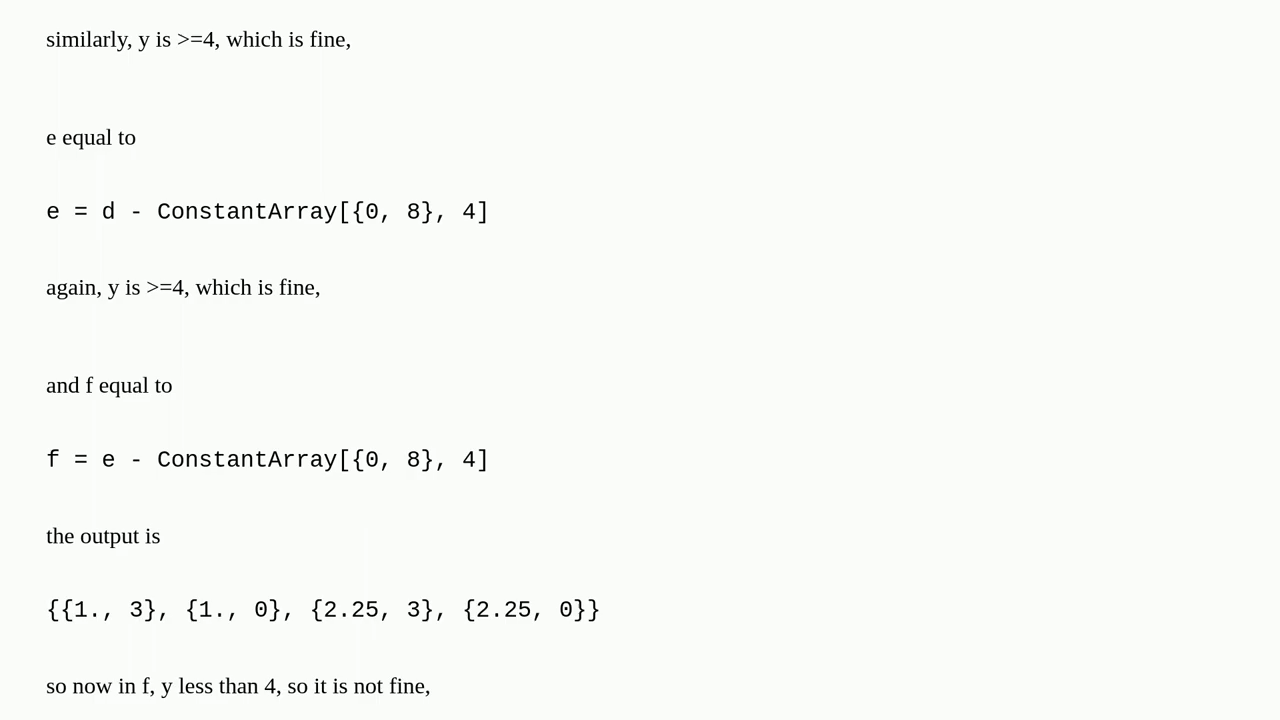 similarly, y is >=4, which is fine,
e equal to
e = d - ConstantArray[{0, 8}, 4]
again, y is >=4, which is fine,
and f equal to
f = e - ConstantArray[{0, 8}, 4]
the output is
{{1., 3}, {1., 0}, {2.25, 3}, {2.25, 0}}
so now in f, y less than 4, so it is not fine,